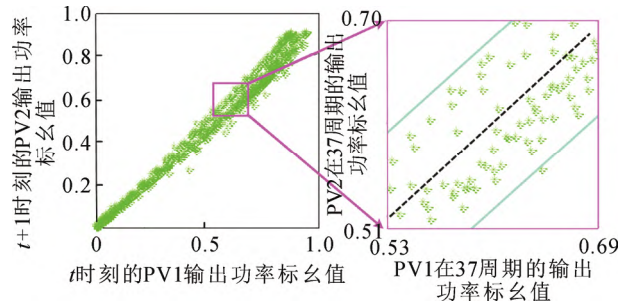 1.0
0.8
0.6
0.4
0.2
0
0.5
1.0
t+1时刻的PV2输出功率
标幺值
t时刻的PV1输出功率标幺值
0.70
0.51
0.53
0.69
PV2在37周期的输出
功率标幺值
PV1在37周期的输出
功率标幺值